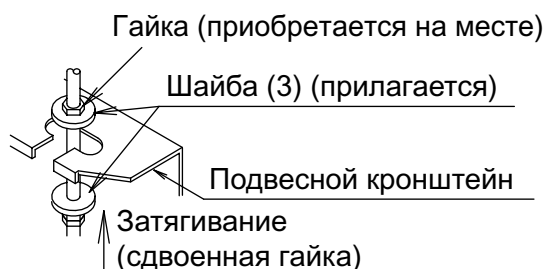 Гайка (приобретается на месте)
Шайба (3) (прилагается)
Подвесной кронштейн
Затягивание
(сдвоенная гайка)